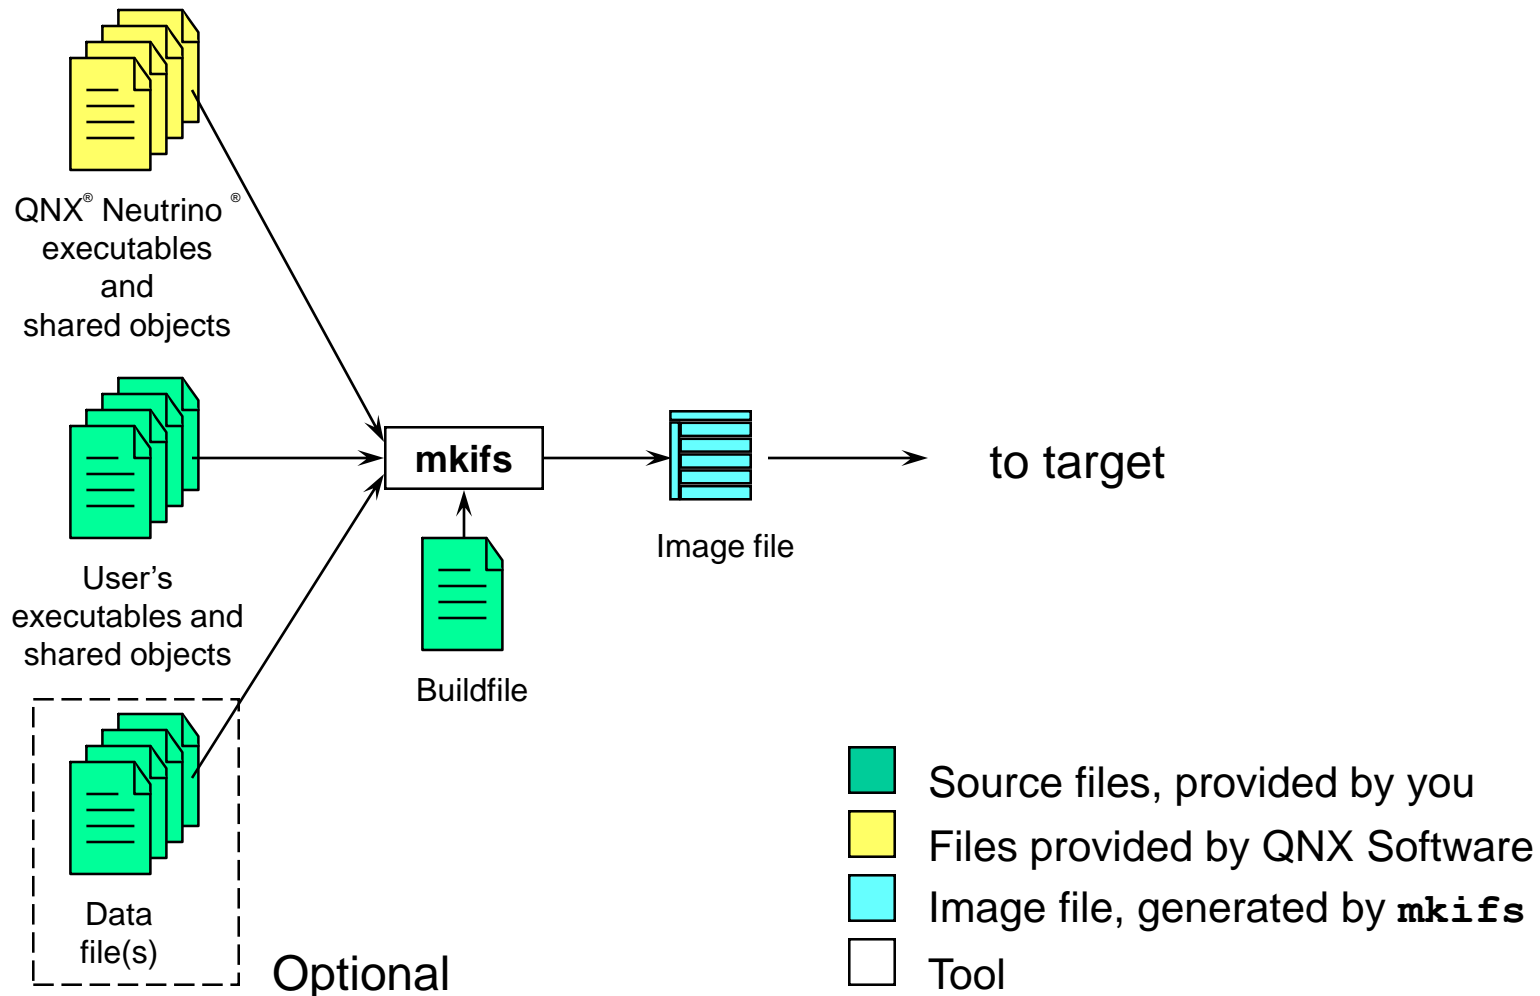 QNX® Neutrino ®
executables
and
shared objects
User’s
executables and
shared objects
Data
file(s)
Optional
mkifs
Buildfile
Image file
to target
Source files, provided by you
Files provided by QNX Software
Image file, generated by mkifs
Tool